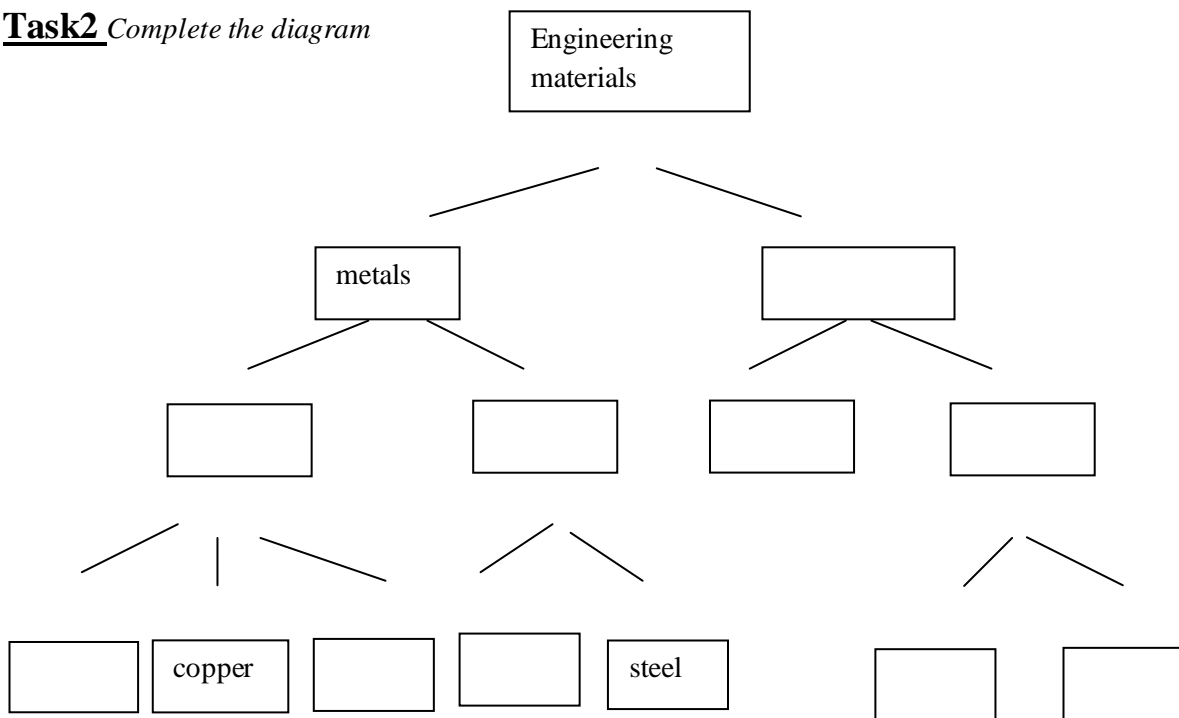 Task2 Complete the diagram
Engineering
materials
metals
copper
steel